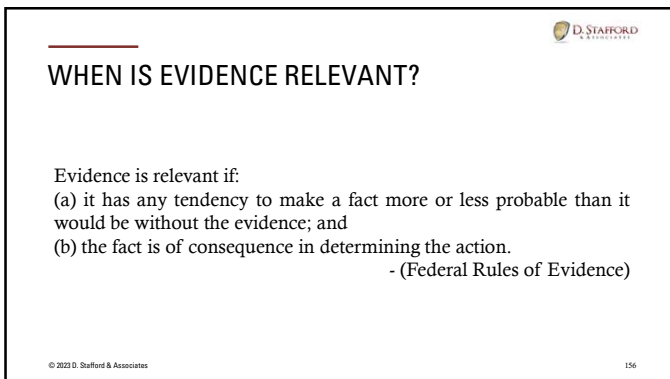 D. STAFFORD
& ASSOCIATES
WHEN IS EVIDENCE RELEVANT?
Evidence is relevant if:
(a) it has any tendency to make a fact more or less probable than it
would be without the evidence; and
(b) the fact is of consequence in determining the action.
- (Federal Rules of Evidence)
© 2023 D. Stafford & Associates
156